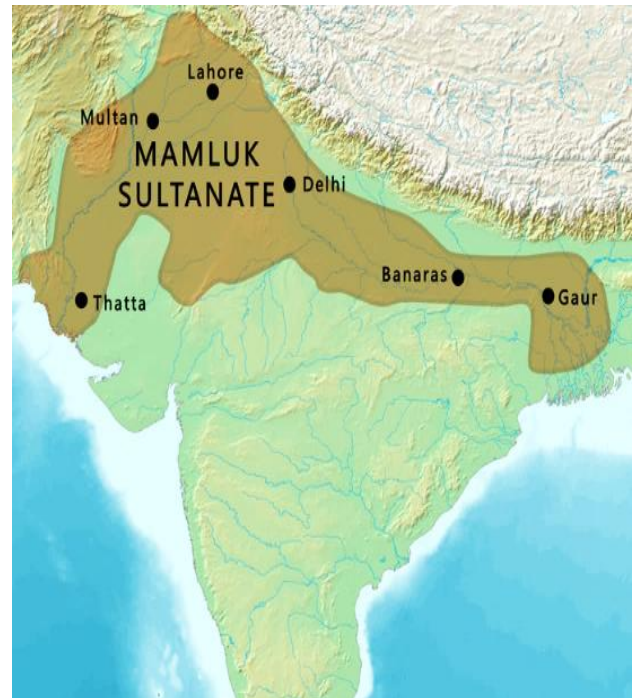 Lahore
Multan
MAMLUK
SULTANATE
Delhi
Banaras
Gaur
Thatta